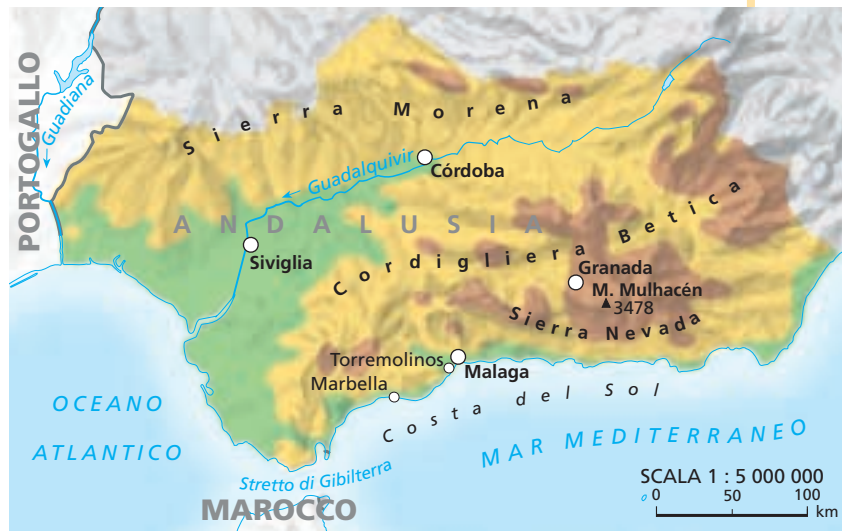 PORTOGALLO
Guadiana
Sierra Morena
Guadalquivir
Córdoba
ANDALUSIA
Siviglia
Cordigliera Betica
Granada
M. Mulhacén
3478
Sierra Nevada
Torremolinos
Malaga
Marbella
Costa del Sol
OCEANO
ATLANTICO
MAR MEDITERRANEO
Stretto di Gibilterra
MAROCCO
SCALA 1 : 5 000 000
0 50 100
km